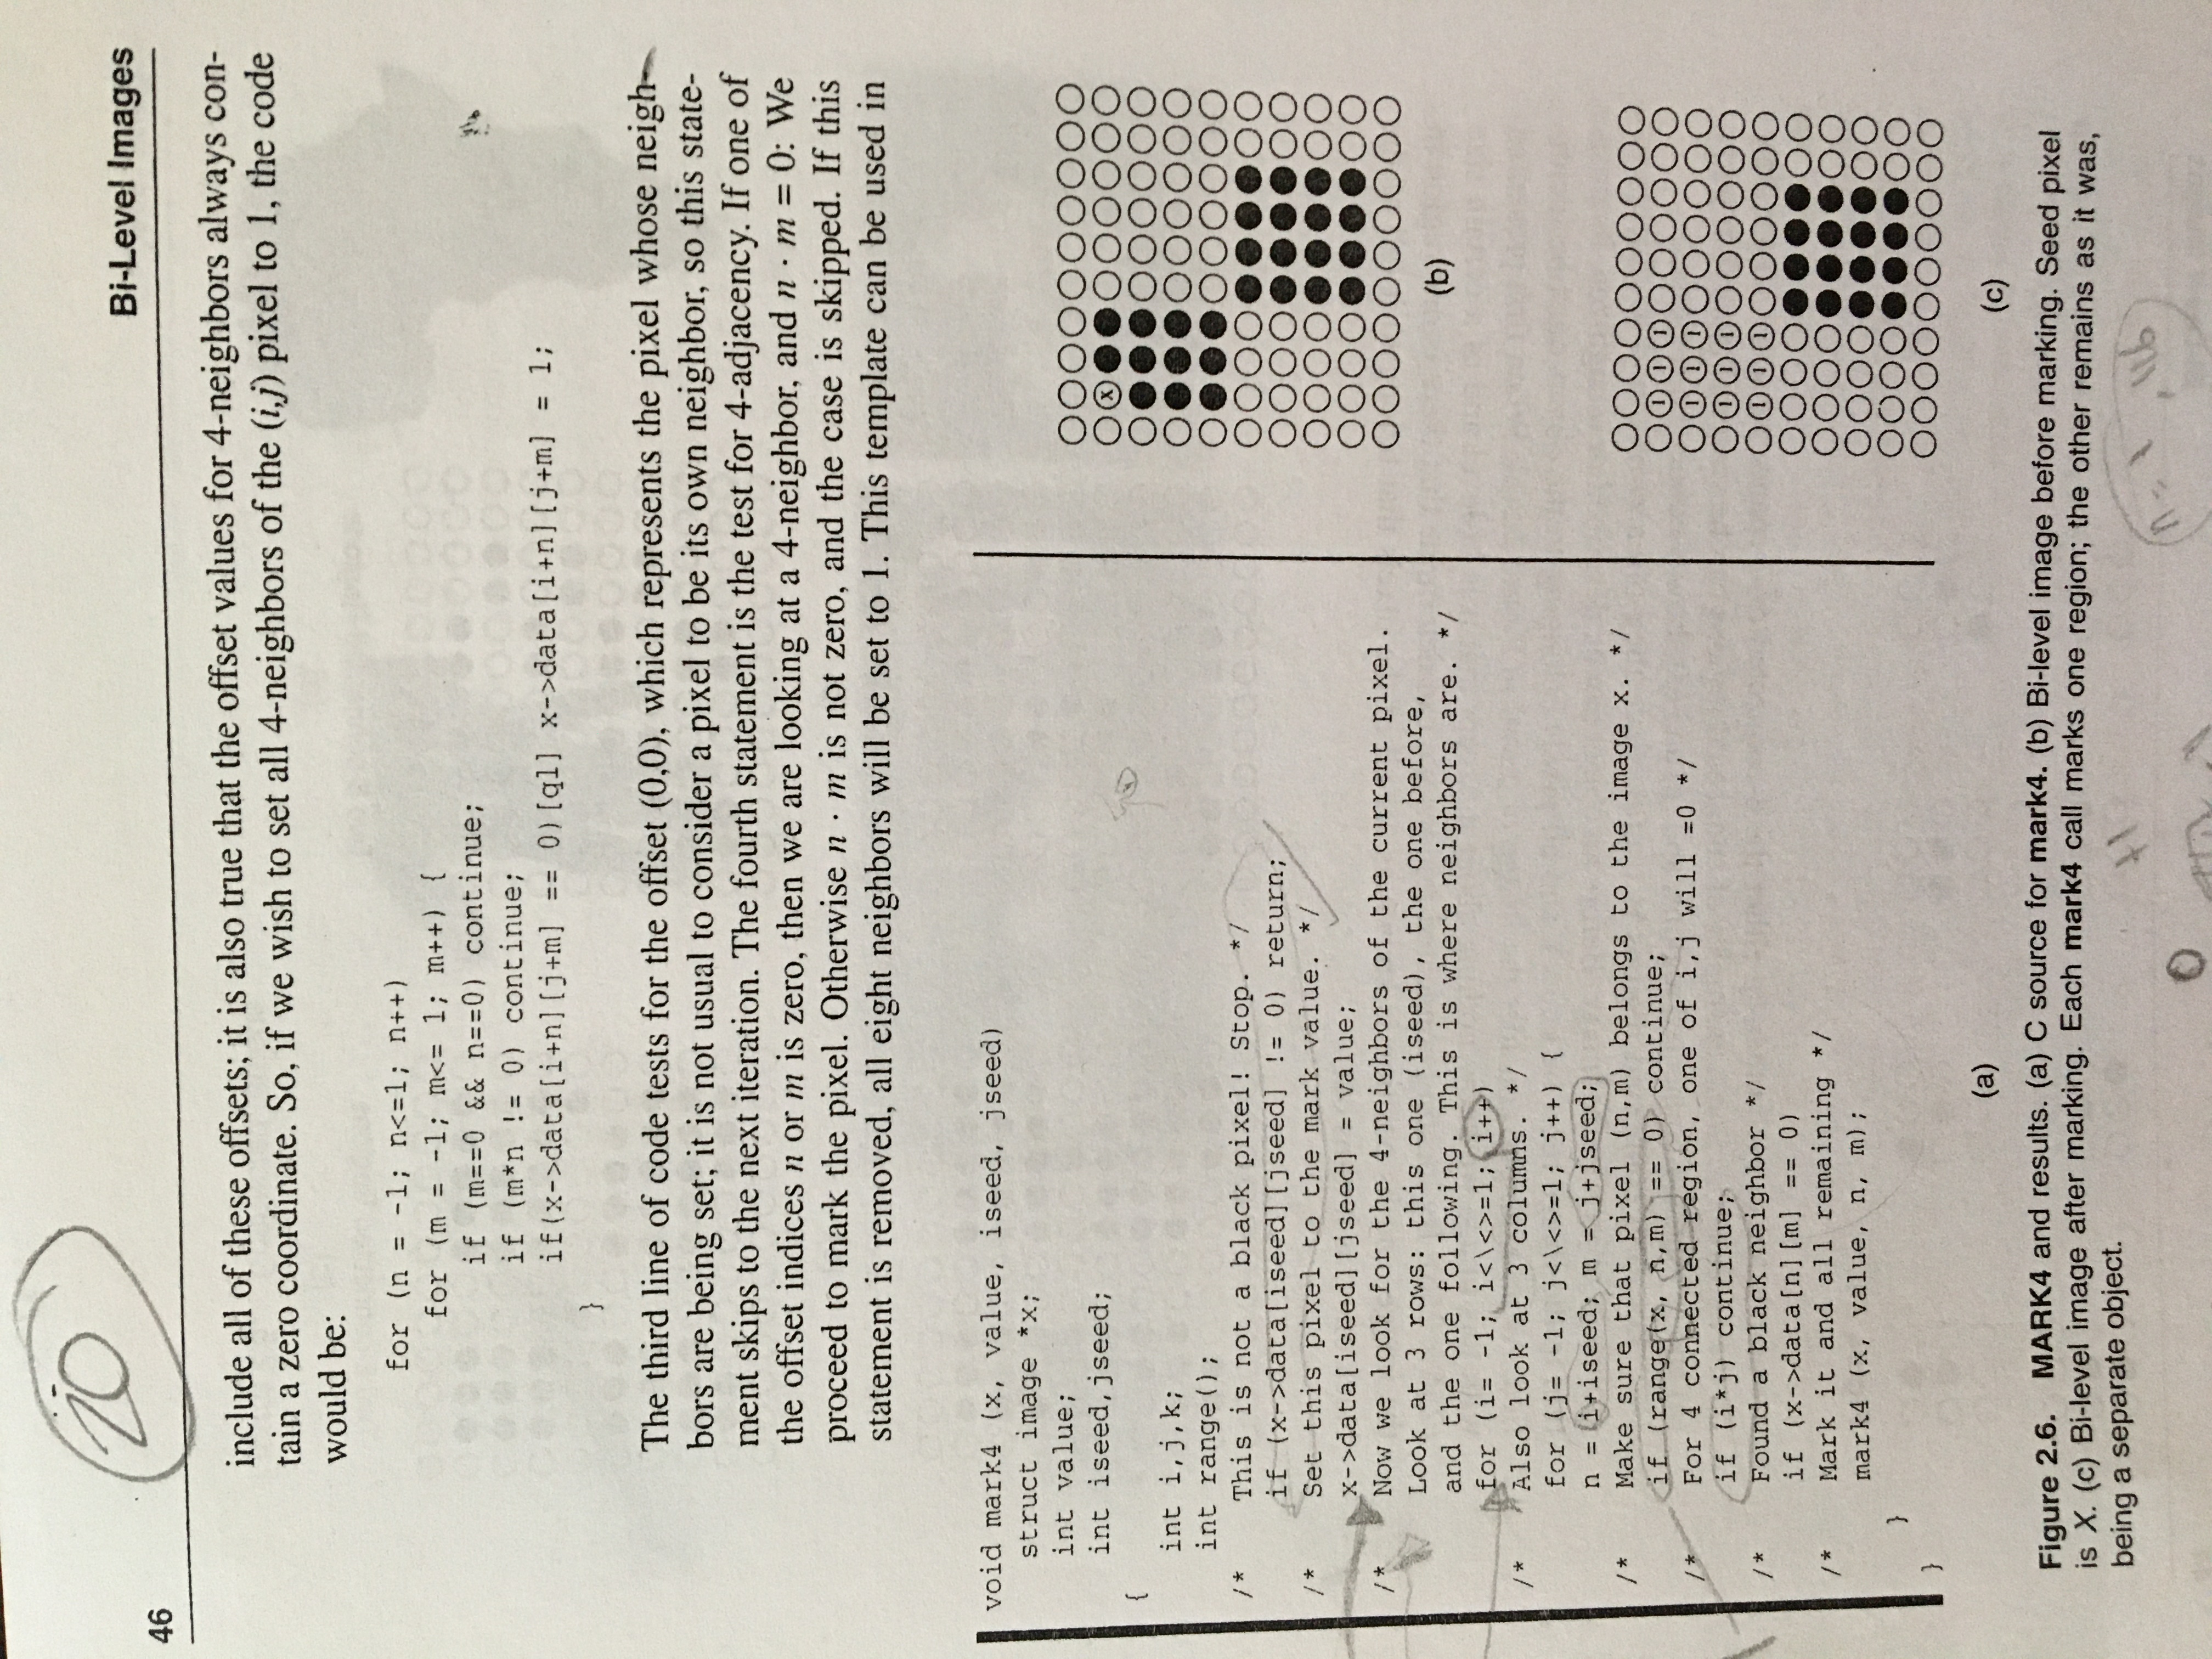 20
46
Bi-Level Images
include all of these offsets; it is also true that the offset values for 4-neighbors always con-
tain a zero coordinate. So, if we wish to set all 4-neighbors of the (i,j) pixel to 1, the code
would be:
for (n = -1; n<=1; n++)
for (m = -1; m<= 1; m++) {
if (m==0 && n==0) continue;
if (m*n != 0) continue;
if(x->data[i+n][j+m] == 0)[ql] x->data[i+n][j+m] = 1;
}
The third line of code tests for the offset (0,0), which represents the pixel whose neigh-
bors are being set; it is not usual to consider a pixel to be its own neighbor, so this state-
ment skips to the next iteration. The fourth statement is the test for 4-adjacency. If one of
the offset indices n or m is zero, then we are looking at a 4-neighbor, and n · m = 0: We
proceed to mark the pixel. Otherwise n · m is not zero, and the case is skipped. If this
statement is removed, all eight neighbors will be set to 1. This template can be used in
void mark4 (x, value, iseed, jseed)
struct image *x;
int value;
int iseed,jseed;
{
int i,j,k;
int range();
/* This is not a black pixel! Stop. */
if (x->data[iseed][jseed] != 0) return;
/* Set this pixel to the mark value. */
x->data[iseed][jseed] = value;
/* Now we look for the 4-neighbors of the current pixel.
Look at 3 rows: this one (iseed), the one before,
and the one following. This is where neighbors are. */
for (i= -1; i<\<>=1; i++)
/* Also look at 3 columns. */
for (j= -1; j<\<>=1; j++) {
n = i+iseed; m = j+jseed;
/* Make sure that pixel (n,m) belongs to the image x. */
if (range(x, n,m) == 0) continue;
/* For 4 connected region, one of i,j will =0 */
if (i*j) continue;
/* Found a black neighbor */
if (x->data[n][m] == 0)
/* Mark it and all remaining */
mark4 (x, value, n, m);
}
}
(a)
x
(b)
1 1 1
1 1 1
1 1 1
1 1 1
(c)
Figure 2.6. MARK4 and results. (a) C source for mark4. (b) Bi-level image before marking. Seed pixel
is X. (c) Bi-level image after marking. Each mark4 call marks one region; the other remains as it was,
being a separate object.
+1
0